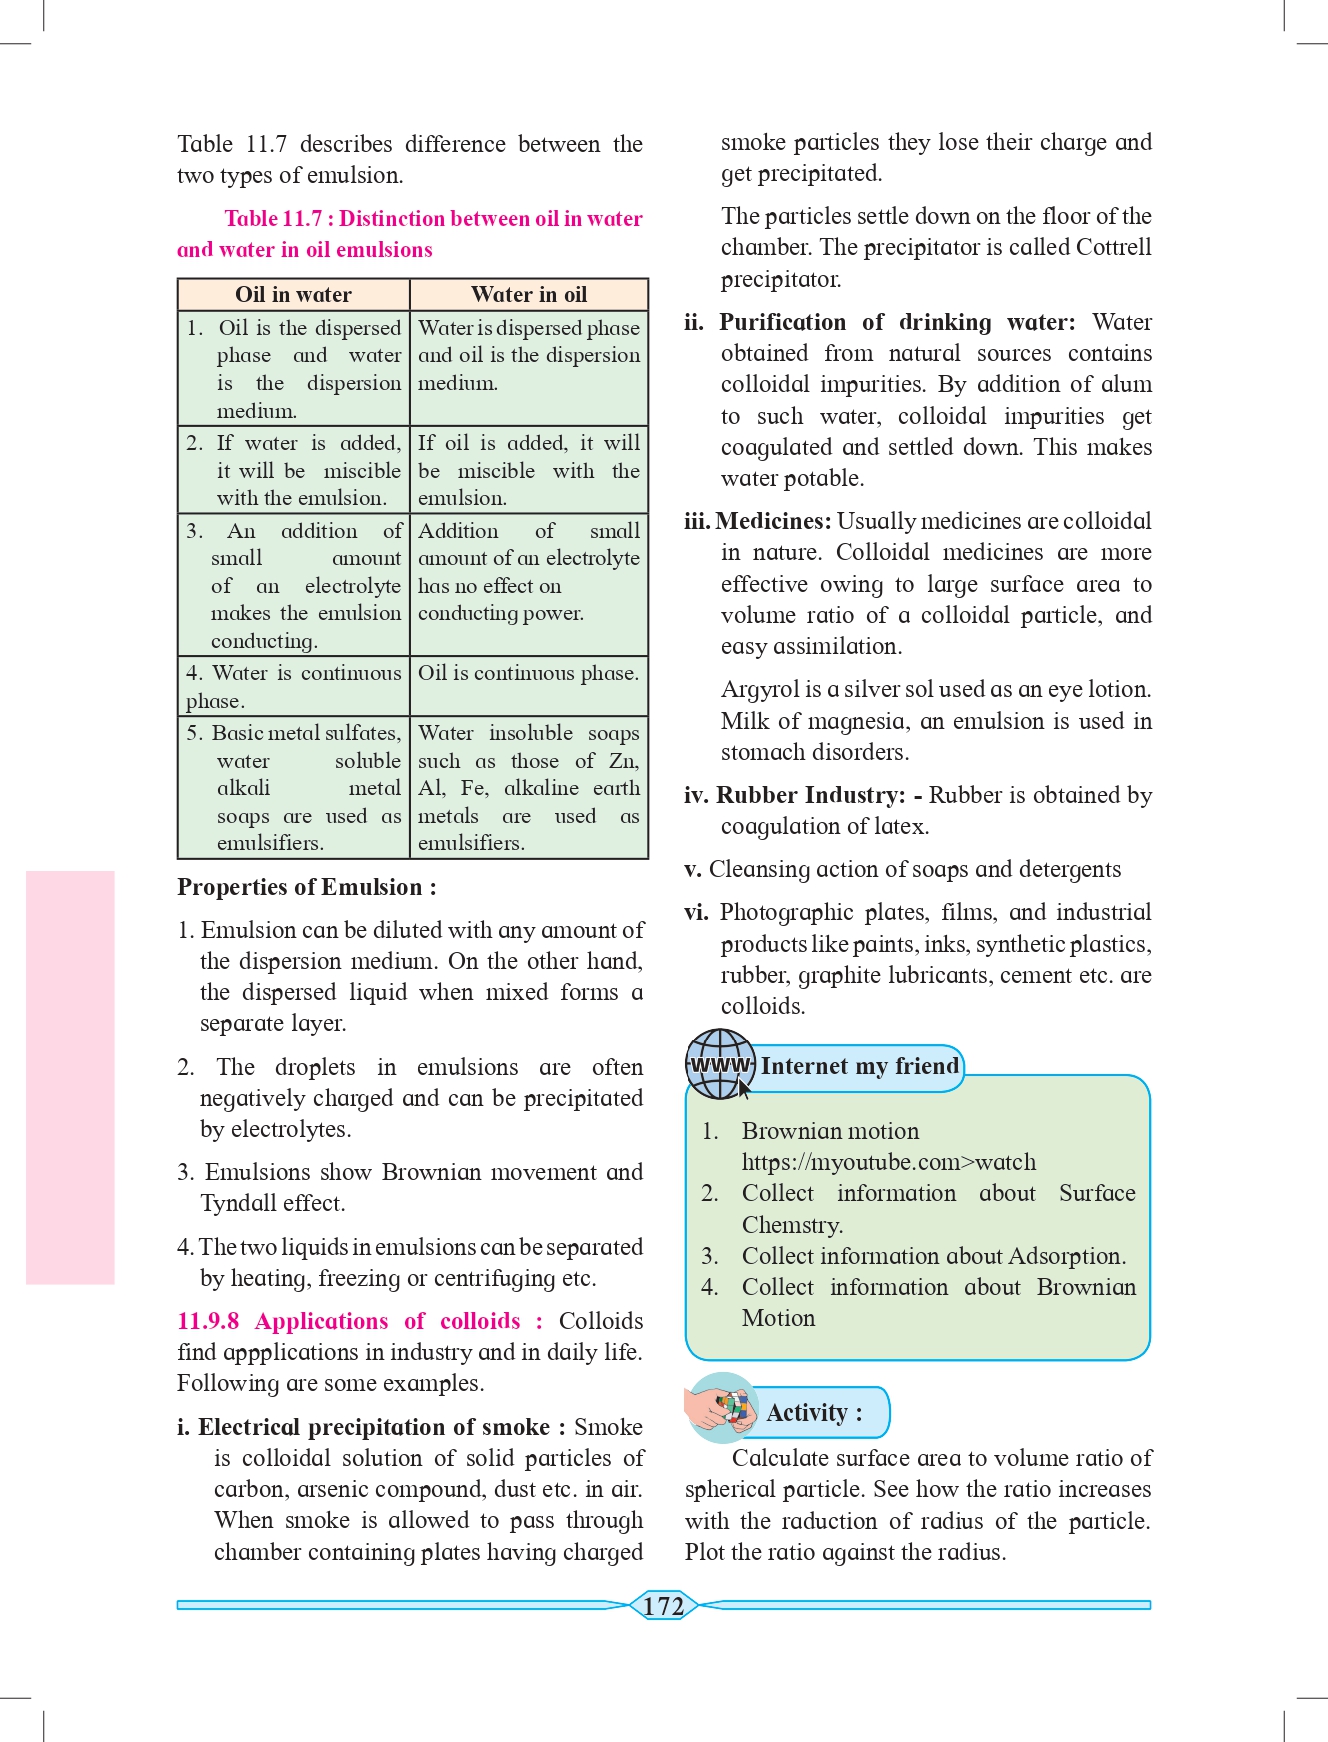 Table 11.7 describes difference between the
two types of emulsion.
Table 11.7 : Distinction between oil in water
and water in oil emulsions
Oil in water
Water in oil
1. Oil is the dispersed
phase and water
is the dispersion
medium.
Water is dispersed phase
and oil is the dispersion
medium.
2. If water is added,
it will be miscible
with the emulsion.
If oil is added, it will
be miscible with the
emulsion.
3. An addition of
small amount
of an electrolyte
makes the emulsion
conducting.
Addition of small
amount of an electrolyte
has no effect on
conducting power.
4. Water is continuous
phase.
Oil is continuous phase.
5. Basic metal sulfates,
water soluble
alkali metal
soaps are used as
emulsifiers.
Water insoluble soaps
such as those of Zn,
Al, Fe, alkaline earth
metals are used as
emulsifiers.
Properties of Emulsion :
1. Emulsion can be diluted with any amount of
the dispersion medium. On the other hand,
the dispersed liquid when mixed forms a
separate layer.
2. The droplets in emulsions are often
negatively charged and can be precipitated
by electrolytes.
3. Emulsions show Brownian movement and
Tyndall effect.
4. The two liquids in emulsions can be separated
by heating, freezing or centrifuging etc.
11.9.8 Applications of colloids : Colloids
find appplications in industry and in daily life.
Following are some examples.
i. Electrical precipitation of smoke : Smoke
is colloidal solution of solid particles of
carbon, arsenic compound, dust etc. in air.
When smoke is allowed to pass through
chamber containing plates having charged
smoke particles they lose their charge and
get precipitated.
The particles settle down on the floor of the
chamber. The precipitator is called Cottrell
precipitator.
ii. Purification of drinking water: Water
obtained from natural sources contains
colloidal impurities. By addition of alum
to such water, colloidal impurities get
coagulated and settled down. This makes
water potable.
iii. Medicines: Usually medicines are colloidal
in nature. Colloidal medicines are more
effective owing to large surface area to
volume ratio of a colloidal particle, and
easy assimilation.
Argyrol is a silver sol used as an eye lotion.
Milk of magnesia, an emulsion is used in
stomach disorders.
iv. Rubber Industry: - Rubber is obtained by
coagulation of latex.
v. Cleansing action of soaps and detergents
vi. Photographic plates, films, and industrial
products like paints, inks, synthetic plastics,
rubber, graphite lubricants, cement etc. are
colloids.
WWW Internet my friend
1. Brownian motion
https://myoutube.com>watch
2. Collect information about Surface
Chemstry.
3. Collect information about Adsorption.
4. Collect information about Brownian
Motion
Activity :
Calculate surface area to volume ratio of
spherical particle. See how the ratio increases
with the raduction of radius of the particle.
Plot the ratio against the radius.
172